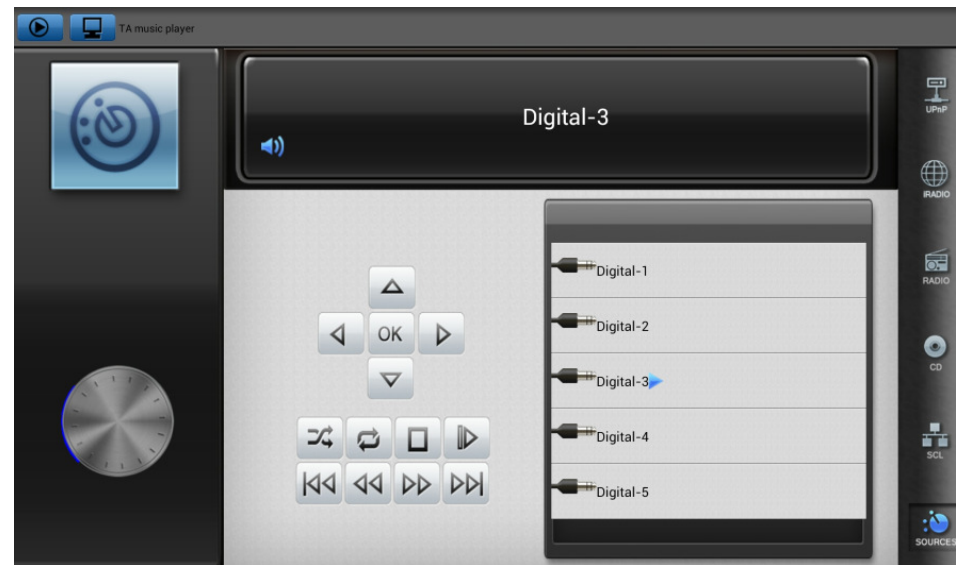 TA music player
Digital-3
UPnP
iRADIO
RADIO
CD
SCL
SOURCES
OK
Digital-1
Digital-2
Digital-3
Digital-4
Digital-5